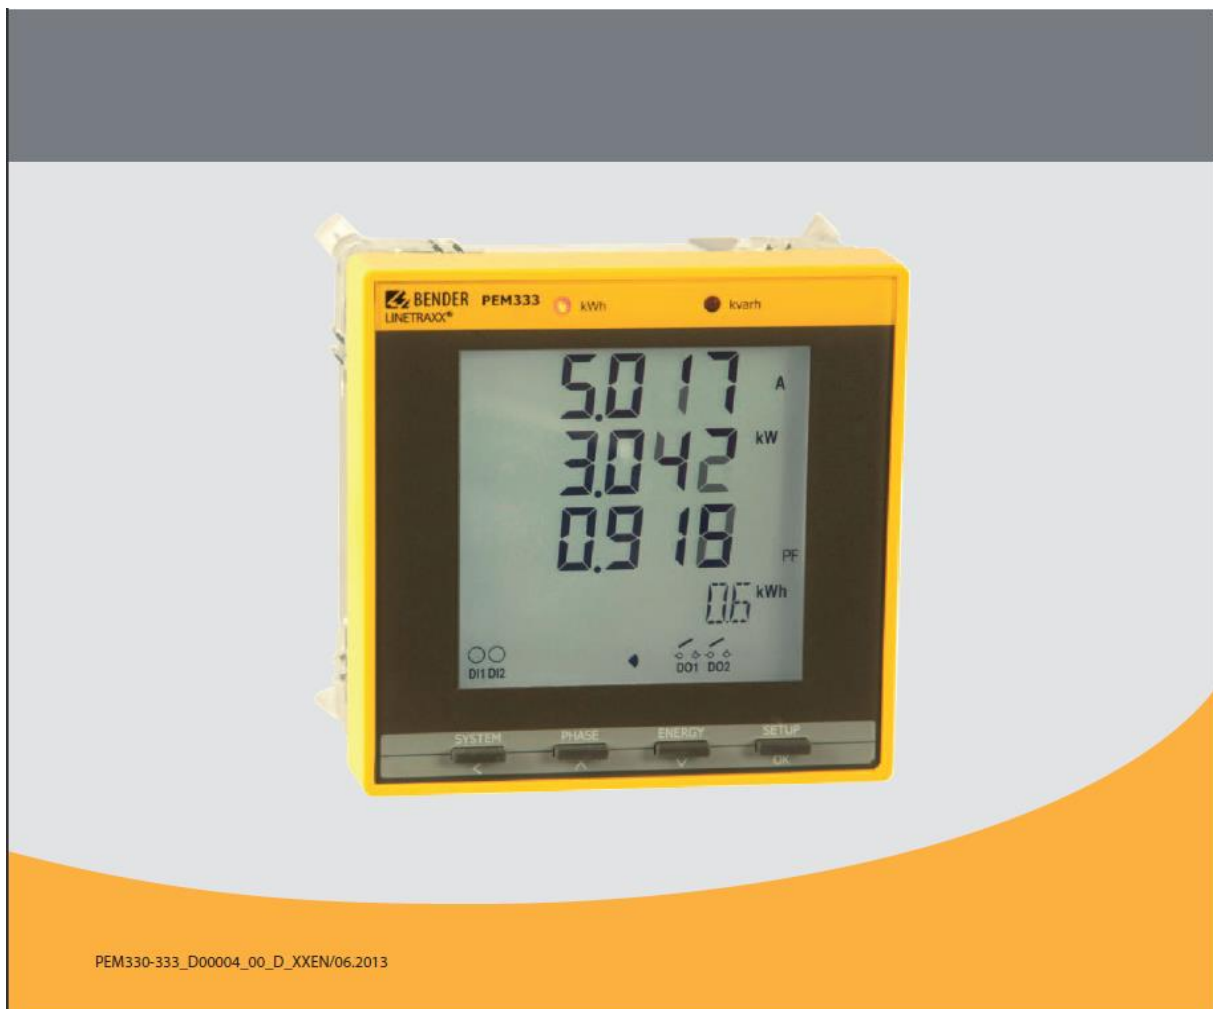 BENDER PEM333 kWh kvarh
LINETRAXX®
5.017 A
3.042 kW
0.918 PF
0.6 kWh
DI1 DI2 DO1 DO2
SYSTEM PHASE ENERGY SETUP
< ∧ ∨ OK
PEM330-333_D00004_00_D_XXEN/06.2013